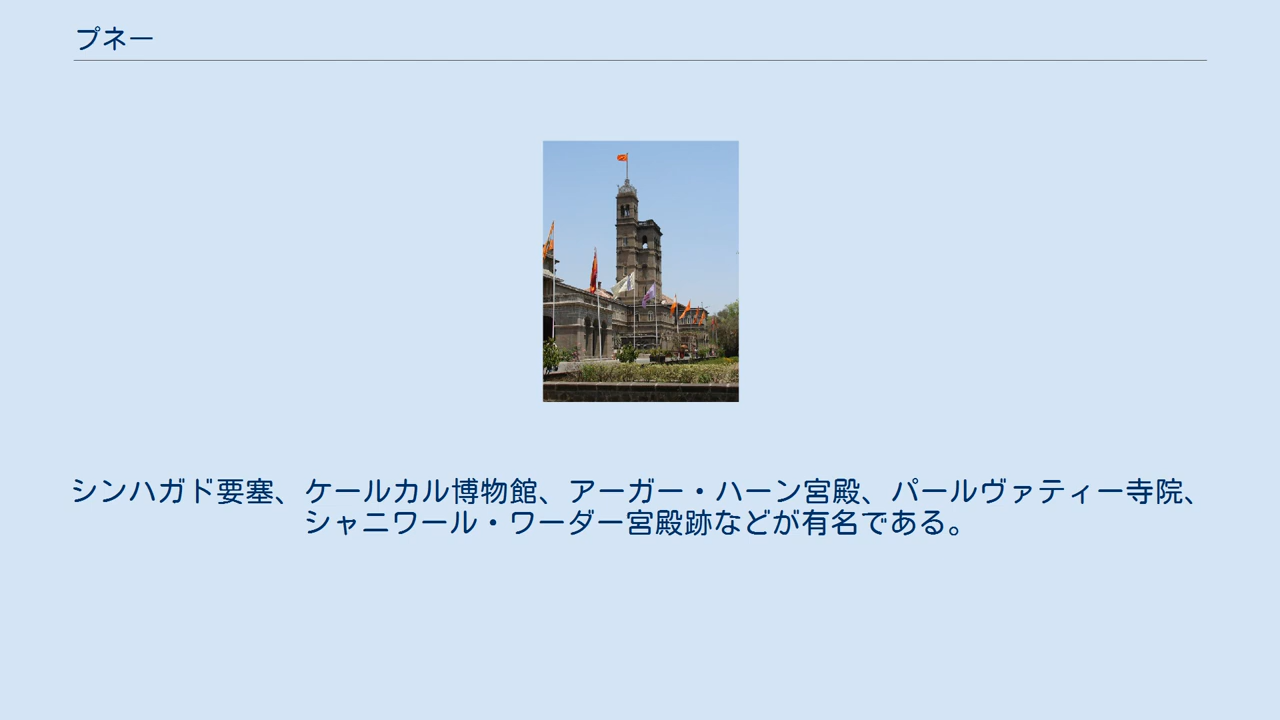 プネー
シンハガド要塞、ケールカル博物館、アーガー・ハーン宮殿、パールヴァティー寺院、
シャニワール・ワーダー宮殿跡などが有名である。